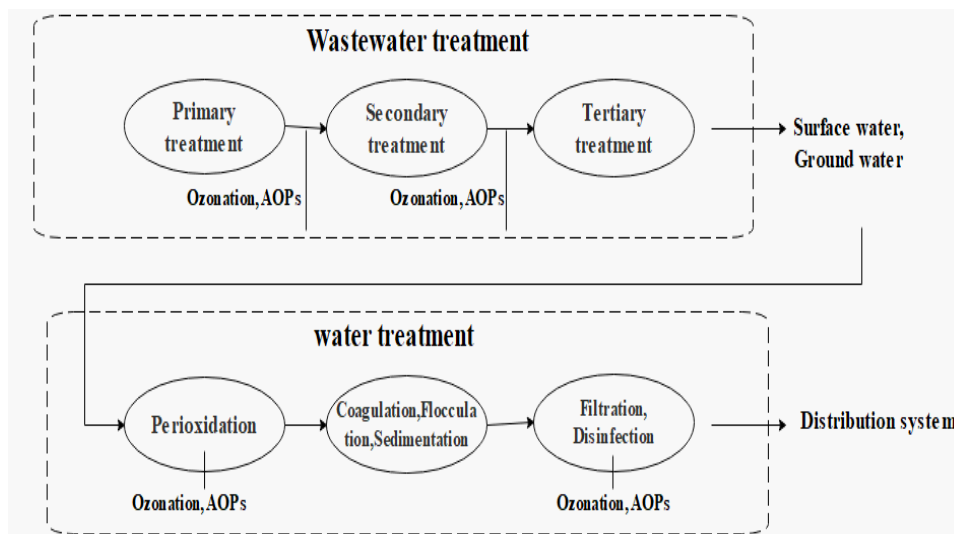 Wastewater treatment
Primary
treatment
Secondary
treatment
Tertiary
treatment
Surface water,
Ground water
Ozonation,AOPs
Ozonation,AOPs
water treatment
Perioxidation
Coagulation,Floccula
tion,Sedimentation
Filtration,
Disinfection
Distribution system
Ozonation,AOPs
Ozonation,AOPs